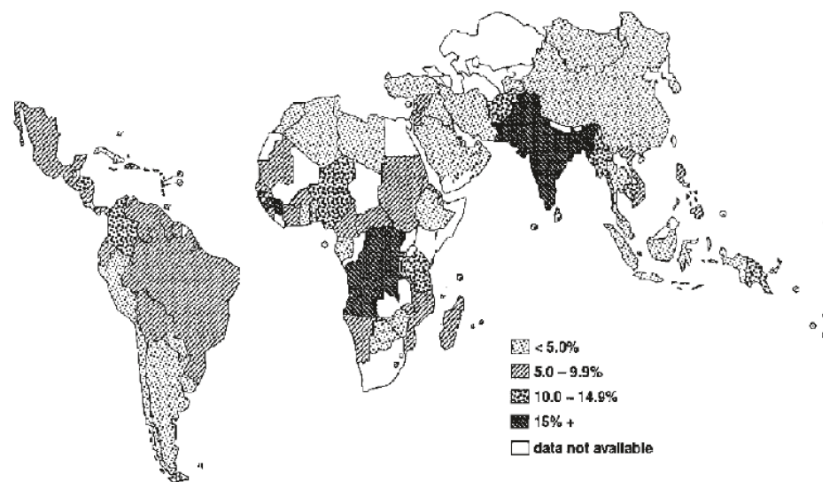 < 5.0%
5.0 – 9.9%
10.0 – 14.9%
15% +
data not available